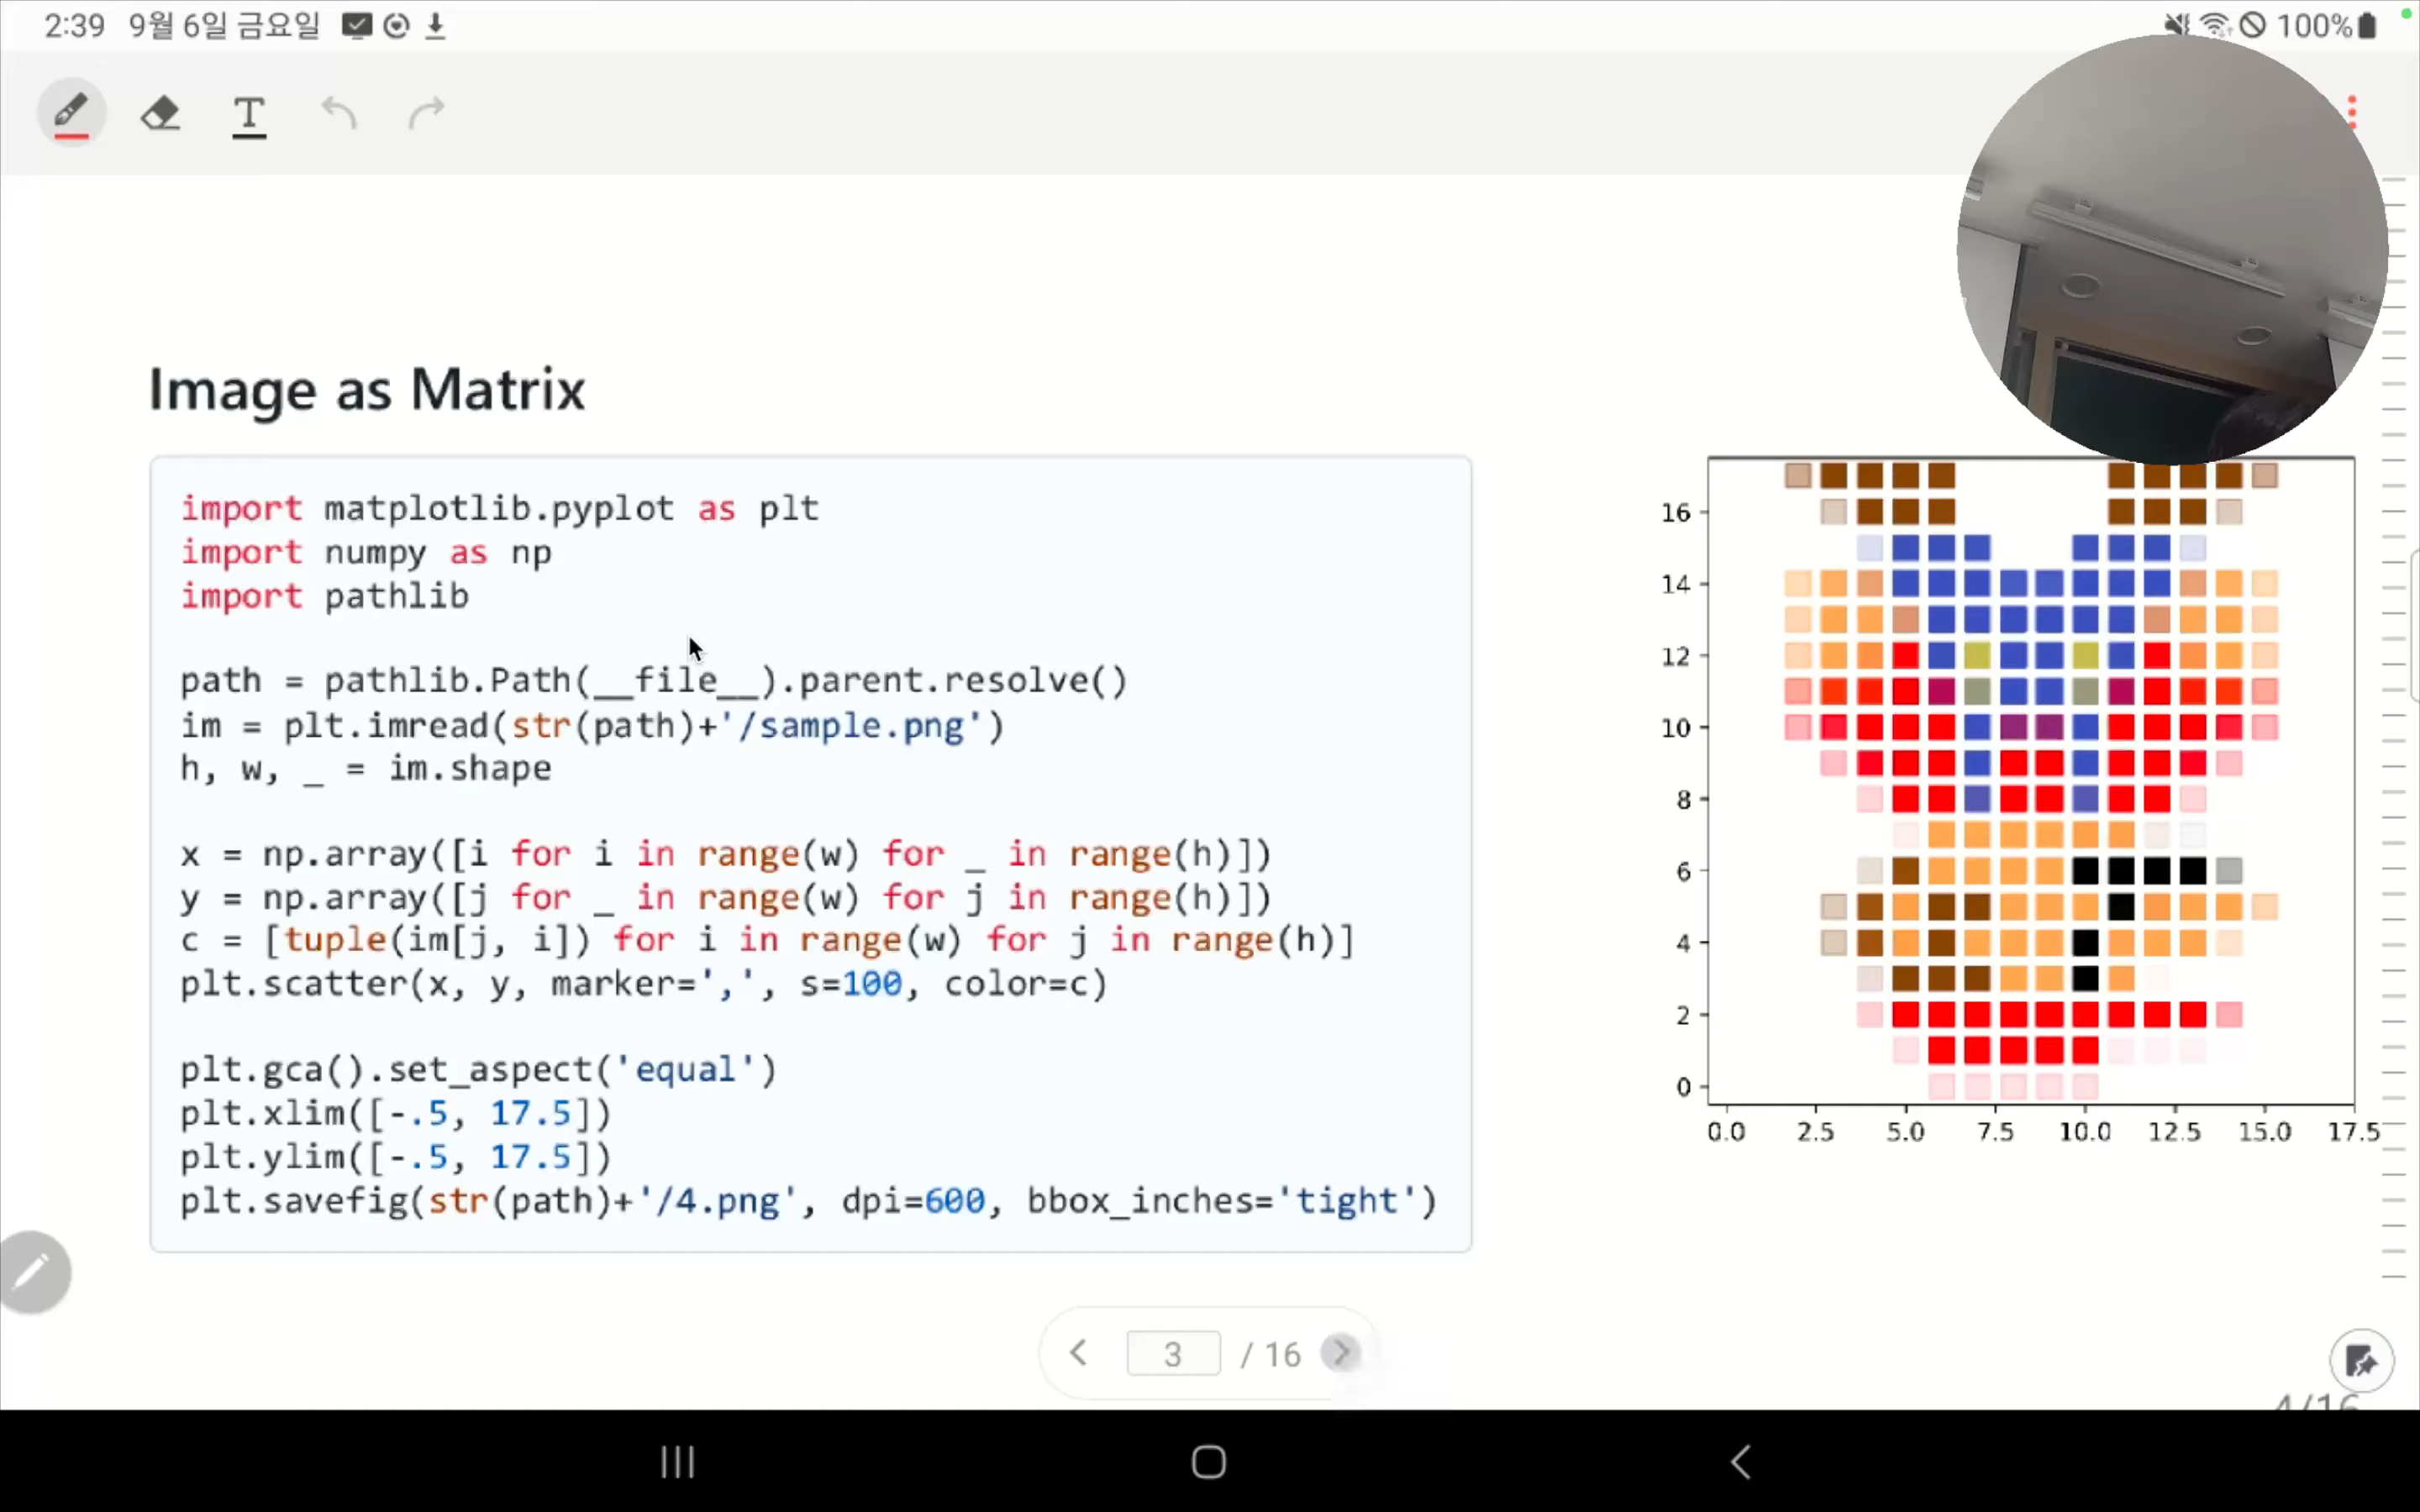 2:39 9월 6일 금요일
100%
T
Image as Matrix
import matplotlib.pyplot as plt
import numpy as np
import pathlib
path = pathlib.Path(__file__).parent.resolve()
im = plt.imread(str(path)+'/sample.png')
h, w, _ = im.shape
x = np.array([i for i in range(w) for _ in range(h)])
y = np.array([j for _ in range(w) for j in range(h)])
c = [tuple(im[j, i]) for i in range(w) for j in range(h)]
plt.scatter(x, y, marker=',', s=100, color=c)
plt.gca().set_aspect('equal')
plt.xlim([-.5, 17.5])
plt.ylim([-.5, 17.5])
plt.savefig(str(path)+'/4.png', dpi=600, bbox_inches='tight')
16
14
12
10
8
6
4
2
0
0.0 2.5 5.0 7.5 10.0 12.5 15.0 17.5
3 / 16
4/16